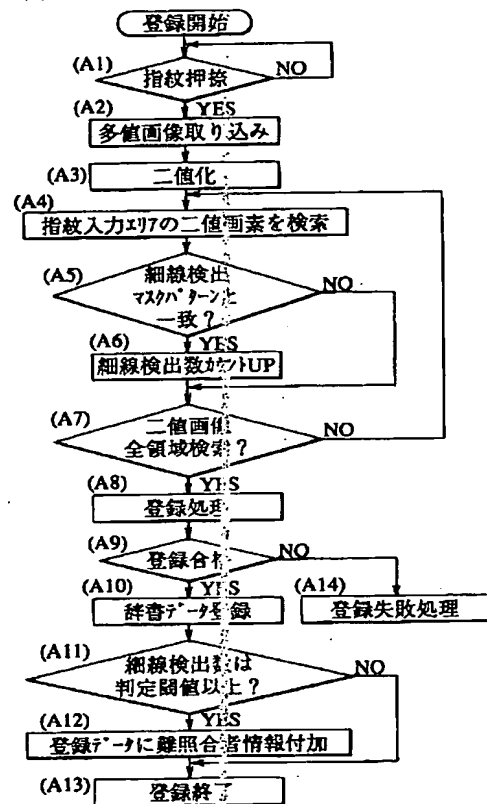 登録開始
(A1)
指紋押捺
NO
(A2)
YES
多値画像取り込み
(A3)
二値化
(A4)
指紋入力エリアの二値画素を検索
(A5)
細線検出
マスクパターンと
一致?
NO
(A6)
YES
細線検出数カウントUP
(A7)
二値画像
全領域検索?
NO
(A8)
YES
登録処理
(A9)
登録合格
NO
(A10)
YES
(A14)
辞書データ登録
登録失敗処理
(A11)
細線検出数は
判定閾値以上?
NO
(A12)
YES
登録データに難照合者情報付加
(A13)
登録終了